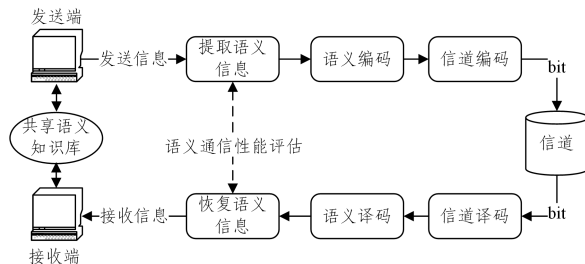 发送端
发送信息
提取语义
信息
语义编码
信道编码
bit
共享语义
知识库
语义通信性能评估
信道
接收信息
恢复语义
信息
语义译码
信道译码
bit
接收端